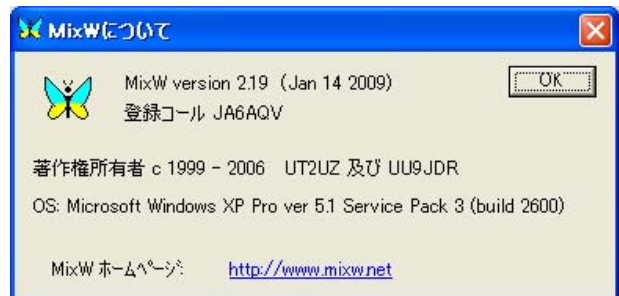 MixWについて
MixW version 2.19 (Jan 14 2009)
OK
登録コール JA6AQV
著作権所有者 c 1999 - 2006 UT2UZ 及び UU9JDR
OS: Microsoft Windows XP Pro ver 5.1 Service Pack 3 (build 2600)
MixW ホームページ: http://www.mixw.net